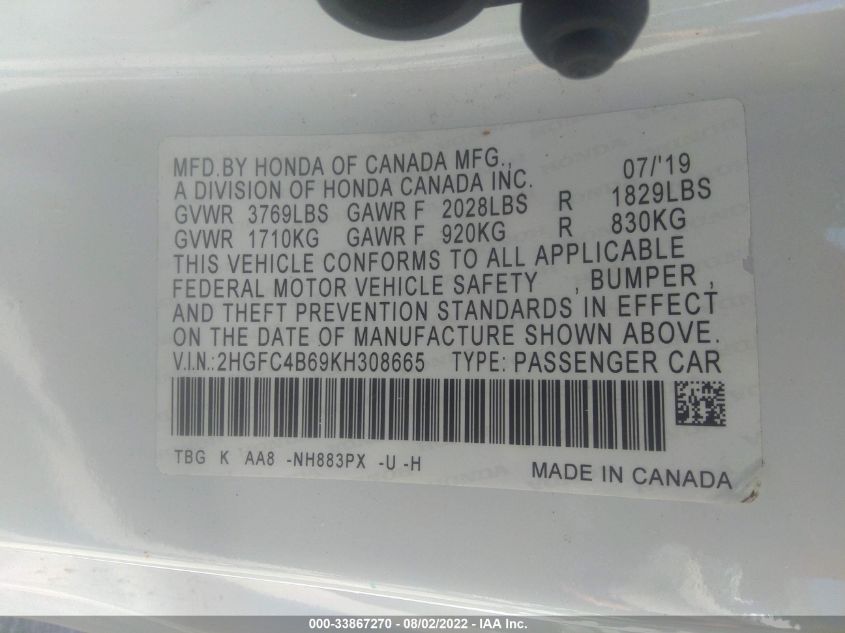 MFD.BY HONDA OF CANADA MFG., 07/'19
A DIVISION OF HONDA CANADA INC.
GVWR 3769LBS GAWR F 2028LBS R 1829LBS
GVWR 1710KG GAWR F 920KG R 830KG
THIS VEHICLE CONFORMS TO ALL APPLICABLE
FEDERAL MOTOR VEHICLE SAFETY , BUMPER ,
AND THEFT PREVENTION STANDARDS IN EFFECT
ON THE DATE OF MANUFACTURE SHOWN ABOVE.
V.I.N.:2HGFC4B69KH308665 TYPE: PASSENGER CAR
TBG K AA8 -NH883PX -U -H MADE IN CANADA
000-33867270 - 08/02/2022 - IAA Inc.